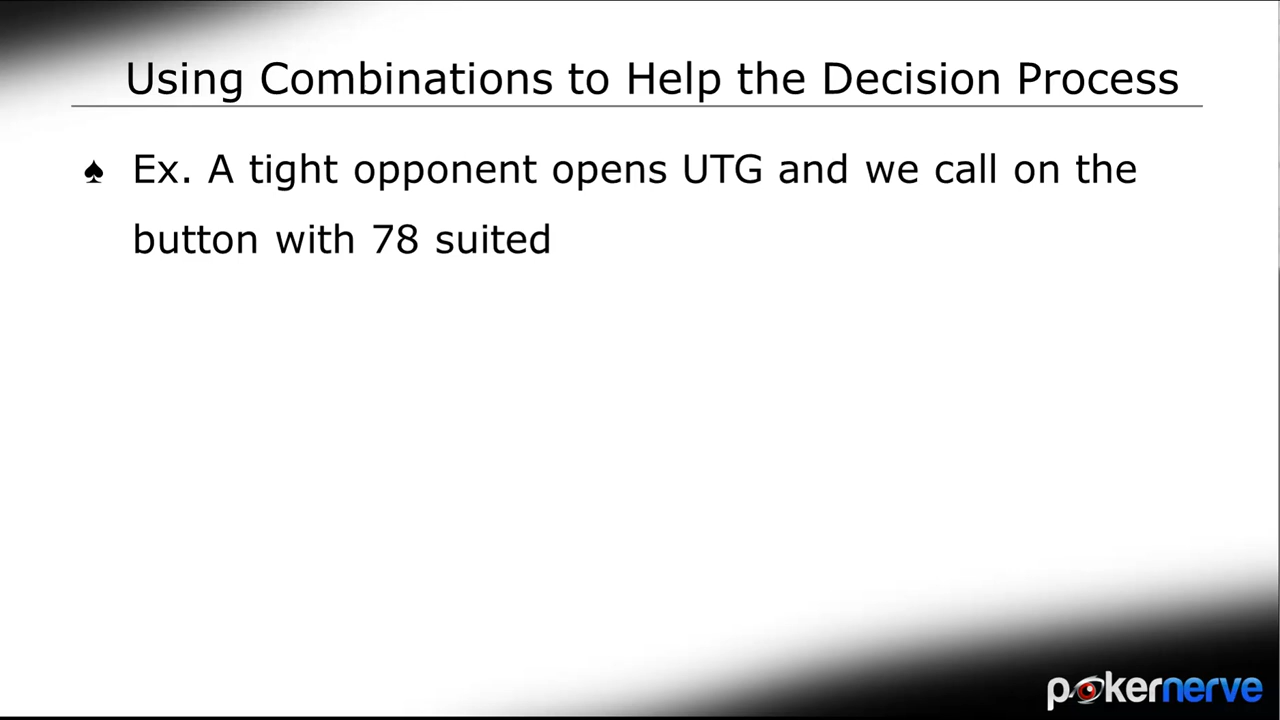 Using Combinations to Help the Decision Process
♠ Ex. A tight opponent opens UTG and we call on the
button with 78 suited
pokernerve